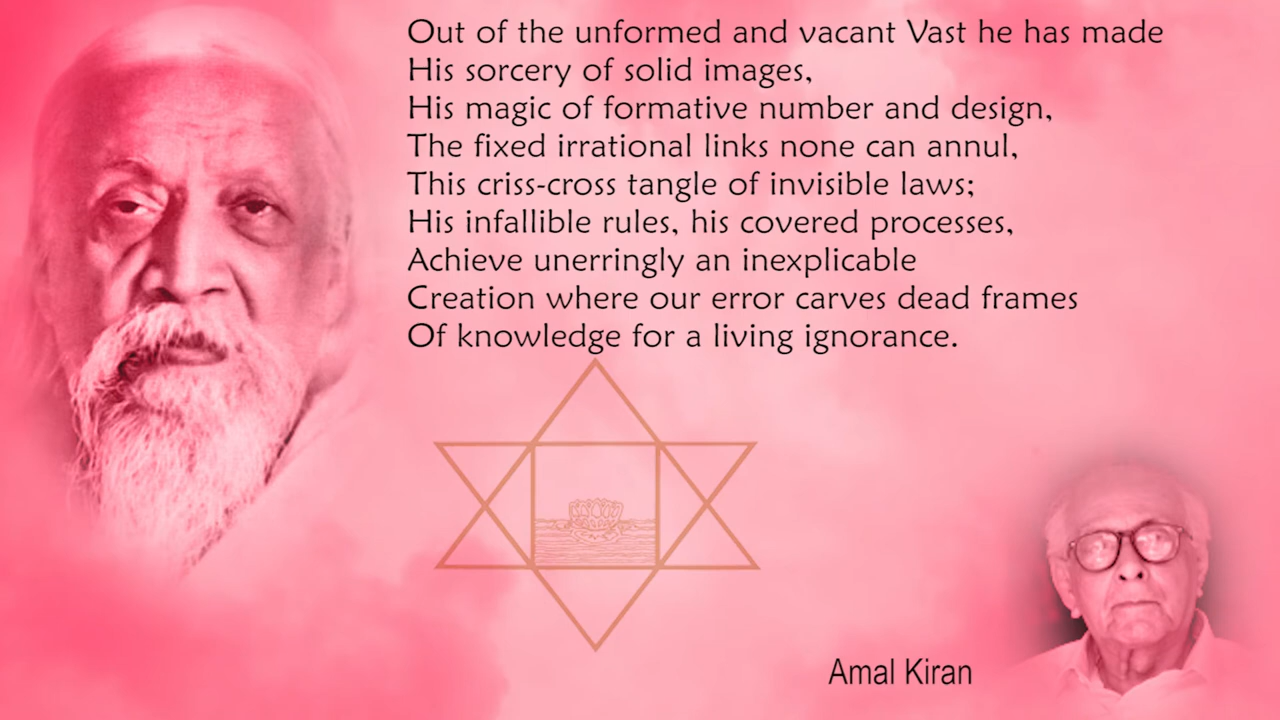 Out of the unformed and vacant Vast he has made
His sorcery of solid images,
His magic of formative number and design,
The fixed irrational links none can annul,
This criss-cross tangle of invisible laws;
His infallible rules, his covered processes,
Achieve unerringly an inexplicable
Creation where our error carves dead frames
Of knowledge for a living ignorance.
Amal Kiran